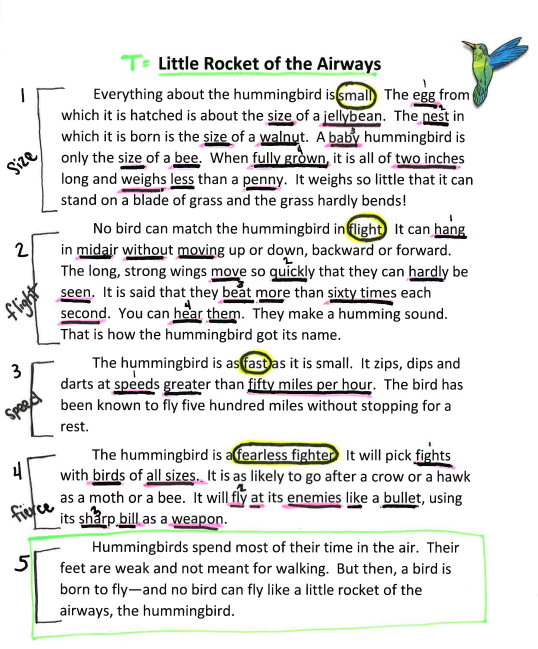 T= Little Rocket of the Airways
1
Size
Everything about the hummingbird is small. The egg from
1
which it is hatched is about the size of a jellybean. The nest in
2
which it is born is the size of a walnut. A baby hummingbird is
3
only the size of a bee. When fully grown, it is all of two inches
4
long and weighs less than a penny. It weighs so little that it can
stand on a blade of grass and the grass hardly bends!
2
flight
No bird can match the hummingbird in flight. It can hang
1
in midair without moving up or down, backward or forward.
The long, strong wings move so quickly that they can hardly be
2
seen. It is said that they beat more than sixty times each
3
second. You can hear them. They make a humming sound.
4
That is how the hummingbird got its name.
3
speed
The hummingbird is as fast as it is small. It zips, dips and
darts at speeds greater than fifty miles per hour. The bird has
1
been known to fly five hundred miles without stopping for a
rest.
4
fierce
The hummingbird is a fearless fighter. It will pick fights
1
with birds of all sizes. It is as likely to go after a crow or a hawk
as a moth or a bee. It will fly at its enemies like a bullet, using
2
its sharp bill as a weapon.
3
5
Hummingbirds spend most of their time in the air. Their
feet are weak and not meant for walking. But then, a bird is
born to fly—and no bird can fly like a little rocket of the
airways, the hummingbird.